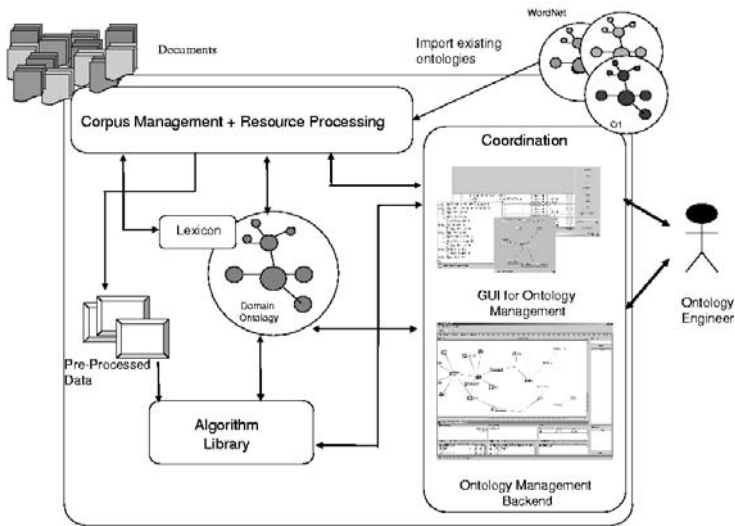 WordNet
Documents
Import existing
ontologies
O1
Corpus Management + Resource Processing
Coordination
Lexicon
Domain
Ontology
GUI for Ontology
Management
Ontology
Engineer
Pre-Processed
Data
Algorithm
Library
Ontology Management
Backend